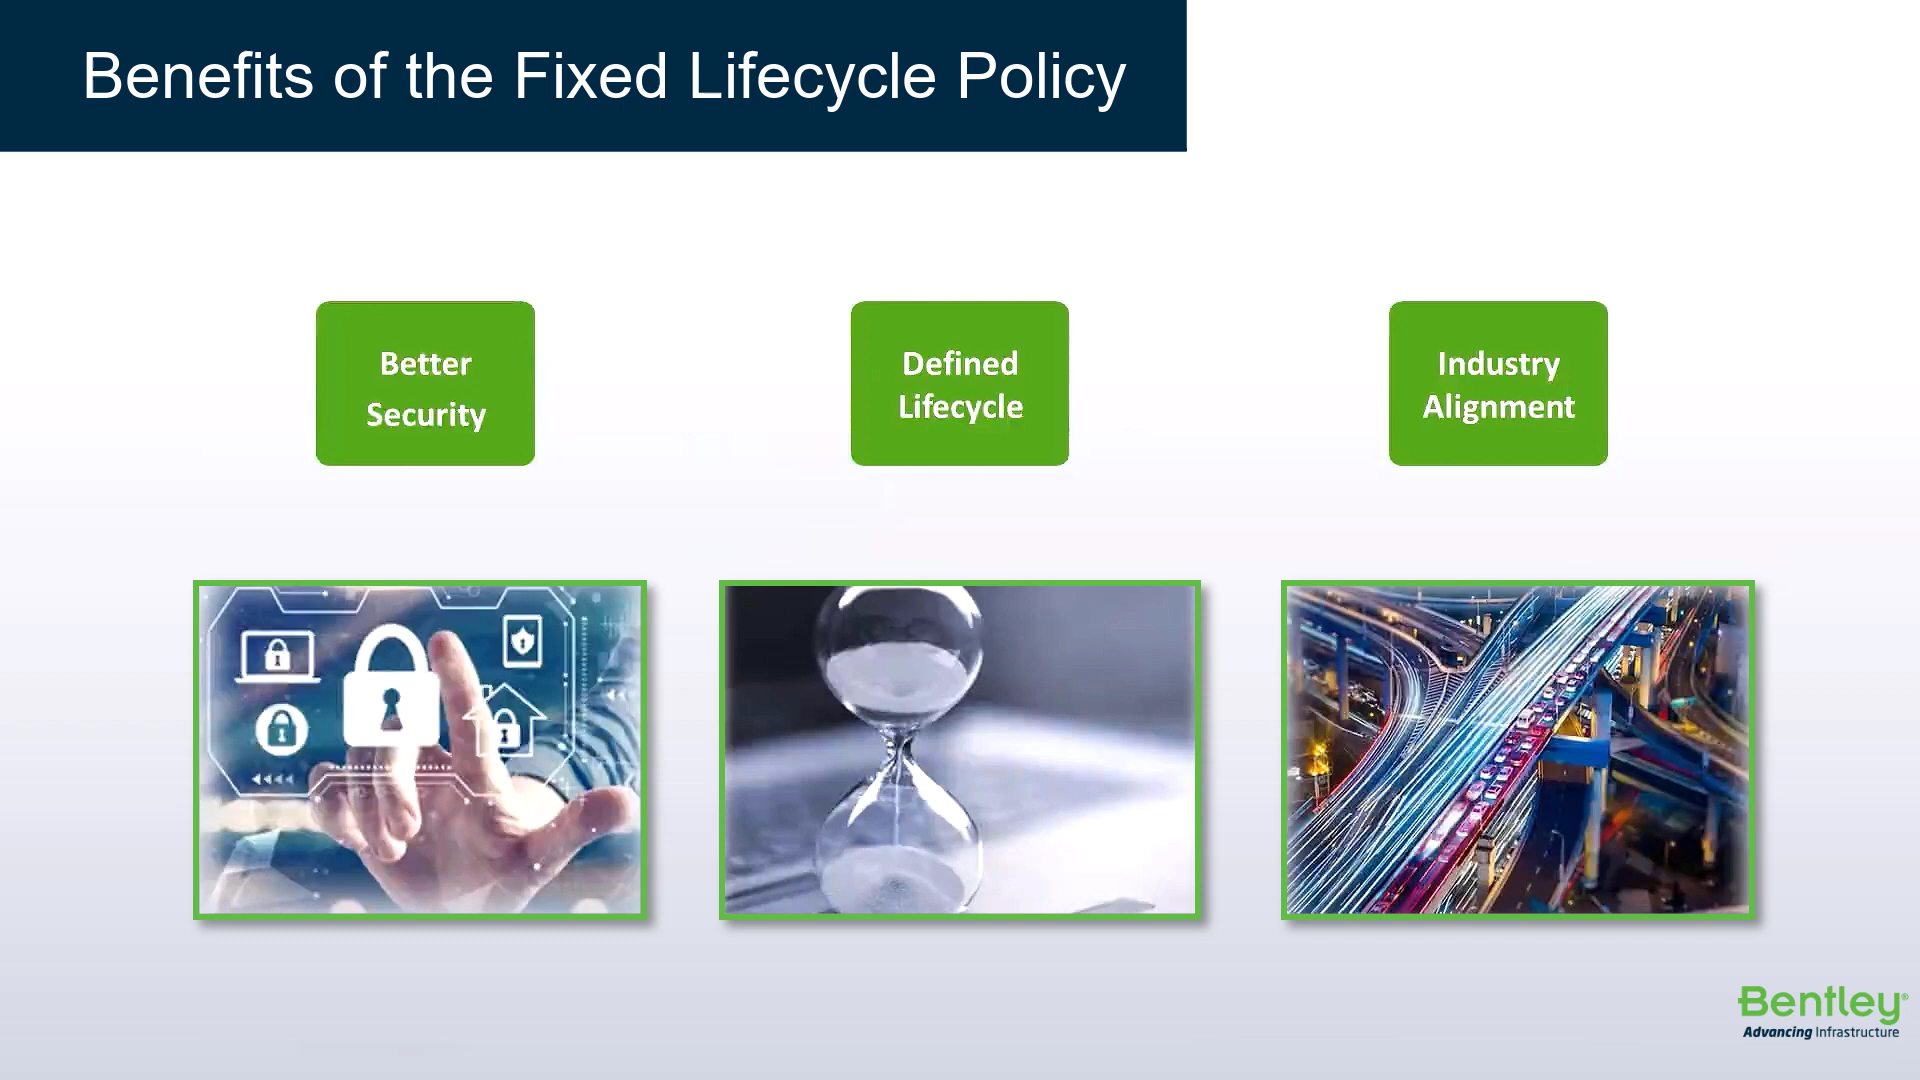 Benefits of the Fixed Lifecycle Policy
Better
Security
Defined
Lifecycle
Industry
Alignment
Bentley®
Advancing Infrastructure